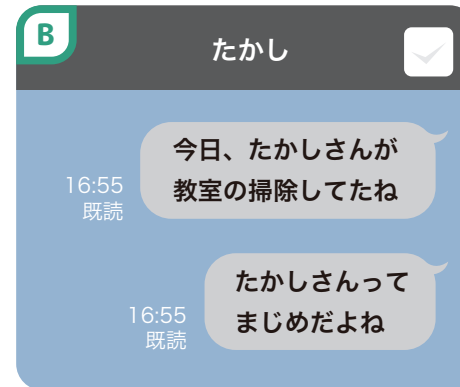 B
たかし
今日、たかしさんが
教室の掃除してたね
16:55
既読
たかしさんって
まじめだよね
16:55
既読